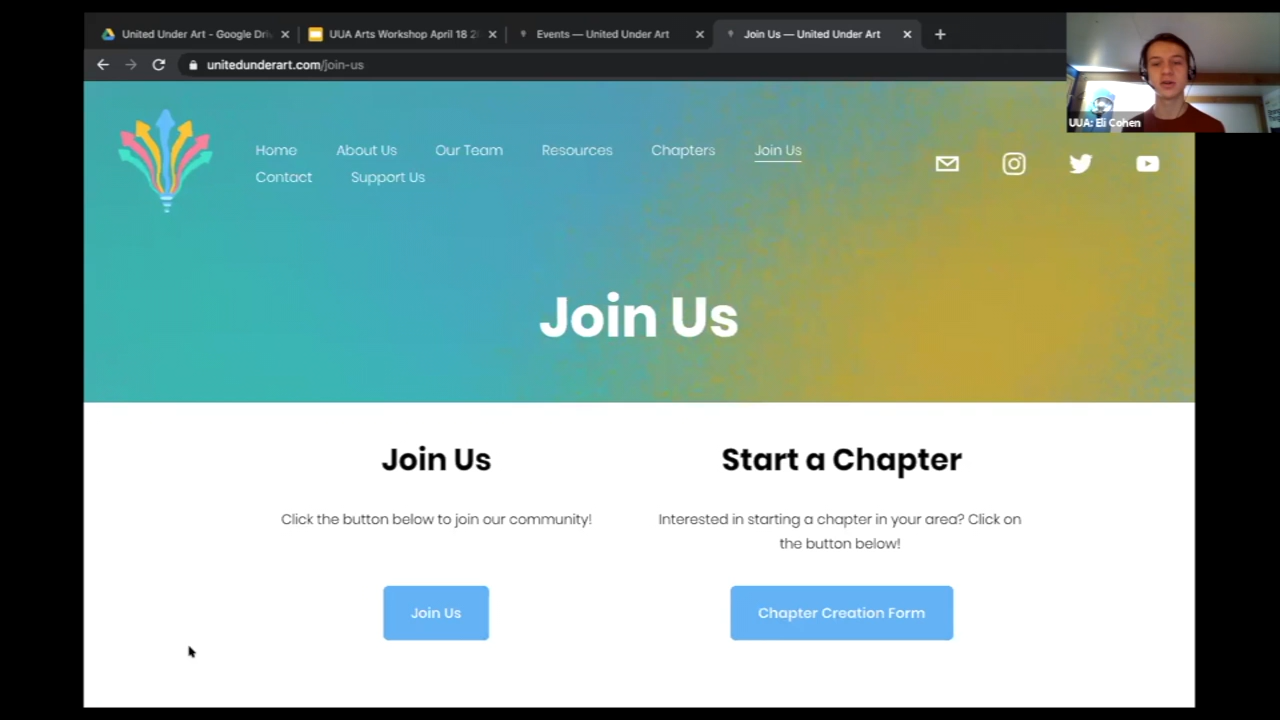 United Under Art - Google Dri
UUA Arts Workshop April 18 2
Events — United Under Art
Join Us — United Under Art
unitedunderart.com/join-us
UUA: Eli Cohen
Home About Us Our Team Resources Chapters Join Us
Contact Support Us
Join Us
Join Us
Start a Chapter
Click the button below to join our community!
Interested in starting a chapter in your area? Click on
the button below!
Join Us
Chapter Creation Form